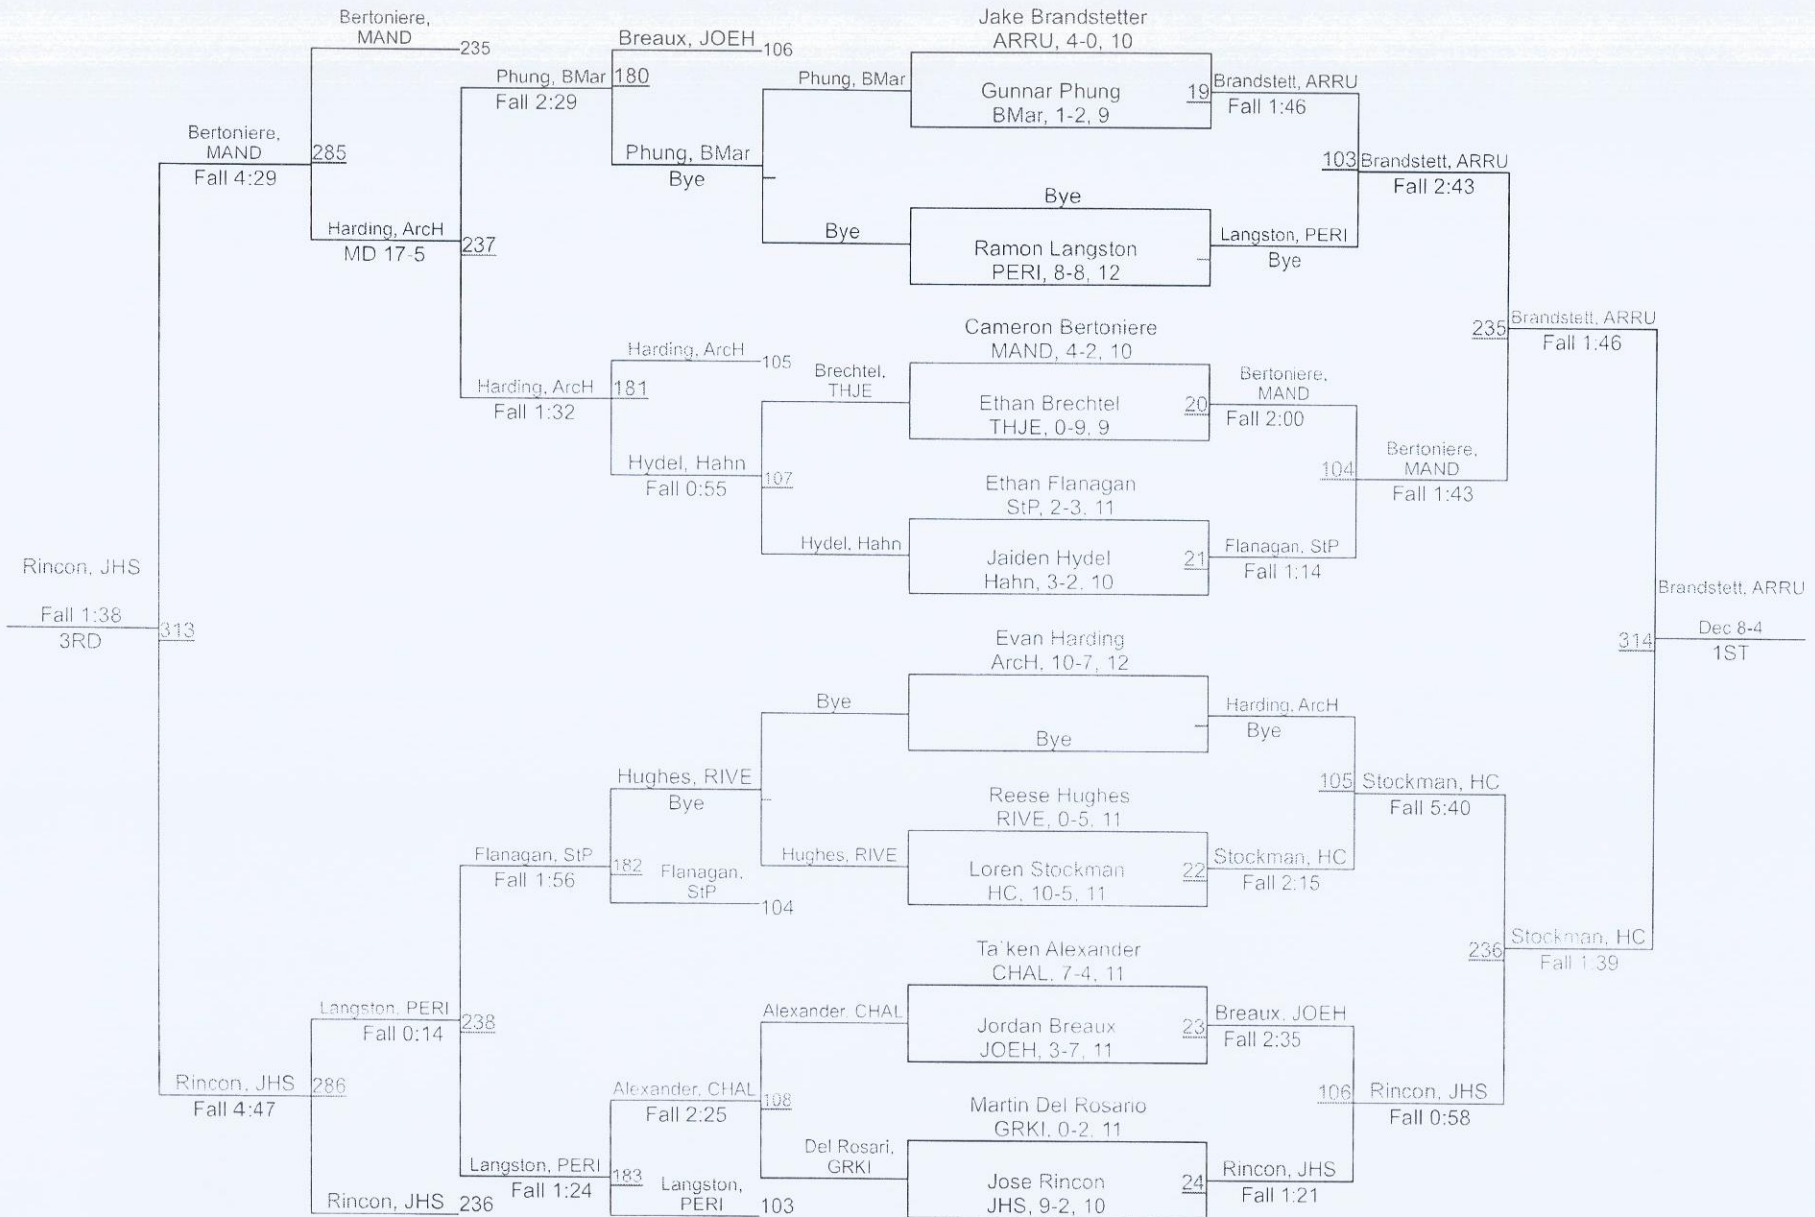 Bertoniere,
MAND
235
Bertoniere,
MAND
Fall 4:29
285
Harding, ArcH
MD 17-5
237
Phung, BMar
Fall 2:29
180
Breaux, JOEH
106
Phung, BMar
Bye
Phung, BMar
Bye
Harding, ArcH
Fall 1:32
181
Harding, ArcH
105
Hydel, Hahn
Fall 0:55
107
Brechtel,
THJE
Hydel, Hahn
Rincon, JHS
Fall 1:38
3RD
313
Bye
Hughes, RIVE
Bye
Hughes, RIVE
Flanagan, StP
Fall 1:56
182
Flanagan,
StP
104
Langston, PERI
Fall 0:14
238
Rincon, JHS
Fall 4:47
286
Rincon, JHS
236
Langston, PERI
Fall 1:24
183
Alexander, CHAL
Fall 2:25
108
Alexander, CHAL
Del Rosari,
GRKI
Langston,
PERI
103
Jake Brandstetter
ARRU, 4-0, 10
Gunnar Phung
BMar, 1-2, 9
19
Bye
Ramon Langston
PERI, 8-8, 12
Cameron Bertoniere
MAND, 4-2, 10
Ethan Brechtel
THJE, 0-9, 9
20
Ethan Flanagan
StP, 2-3, 11
Jaiden Hydel
Hahn, 3-2, 10
21
Evan Harding
ArcH, 10-7, 12
Bye
Reese Hughes
RIVE, 0-5, 11
Loren Stockman
HC, 10-5, 11
22
Ta'ken Alexander
CHAL, 7-4, 11
Jordan Breaux
JOEH, 3-7, 11
23
Martin Del Rosario
GRKI, 0-2, 11
Jose Rincon
JHS, 9-2, 10
24
Brandstett, ARRU
Fall 1:46
Langston, PERI
Bye
103
Brandstett, ARRU
Fall 2:43
Bertoniere,
MAND
Fall 2:00
Flanagan, StP
Fall 1:14
104
Bertoniere,
MAND
Fall 1:43
235
Brandstett, ARRU
Fall 1:46
Harding, ArcH
Bye
Stockman, HC
Fall 2:15
105
Stockman, HC
Fall 5:40
Breaux, JOEH
Fall 2:35
Rincon, JHS
Fall 1:21
106
Rincon, JHS
Fall 0:58
236
Stockman, HC
Fall 1:39
314
Brandstett, ARRU
Dec 8-4
1ST